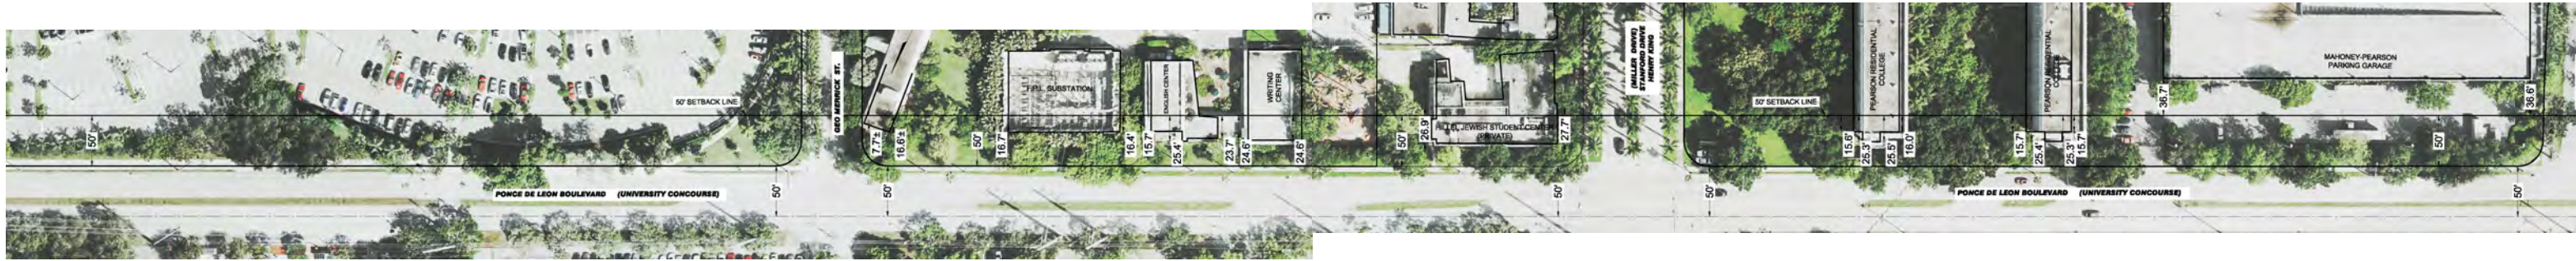 50' SETBACK LINE
50'
PONCE DE LEON BOULEVARD (UNIVERSITY CONCOURSE)
50'
GEO MERRICK ST.
7.7'±
16.6'±
50'
50'
16.7'
F.P.L. SUBSTATION
16.4'
15.7'
ENGLISH CENTER
25.4'
23.7'
24.6'
WRITING
CENTER
24.6'
50'
26.9'
HILLEL JEWISH STUDENT CENTER
(PRIVATE)
27.7'
50'
(MILLER DRIVE)
STANFORD DRIVE
HENRY KING
50'
50' SETBACK LINE
PEARSON RESIDENTIAL
COLLEGE
15.6'
25.3'
25.5'
16.0'
PEARSON RESIDENTIAL
COLLEGE
15.7'
25.4'
25.3'
15.7'
PONCE DE LEON BOULEVARD (UNIVERSITY CONCOURSE)
36.7'
MAHONEY-PEARSON
PARKING GARAGE
50'
36.6'
50'